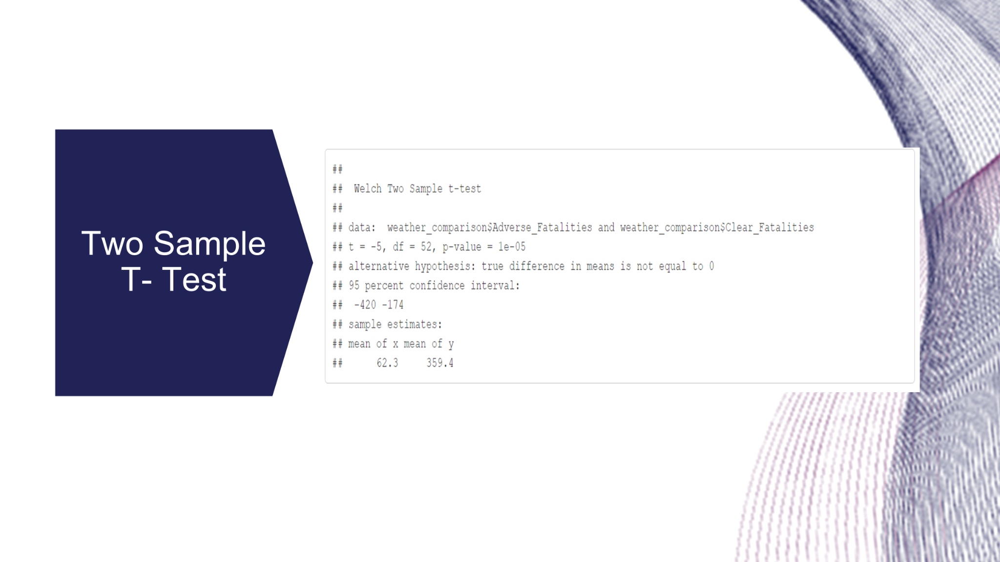 Two Sample
T- Test
##
##  Welch Two Sample t-test
##
## data:  weather_comparison$Adverse_Fatalities and weather_comparison$Clear_Fatalities
## t = -5, df = 52, p-value = 1e-05
## alternative hypothesis: true difference in means is not equal to 0
## 95 percent confidence interval:
##  -420 -174
## sample estimates:
## mean of x mean of y
##      62.3     359.4